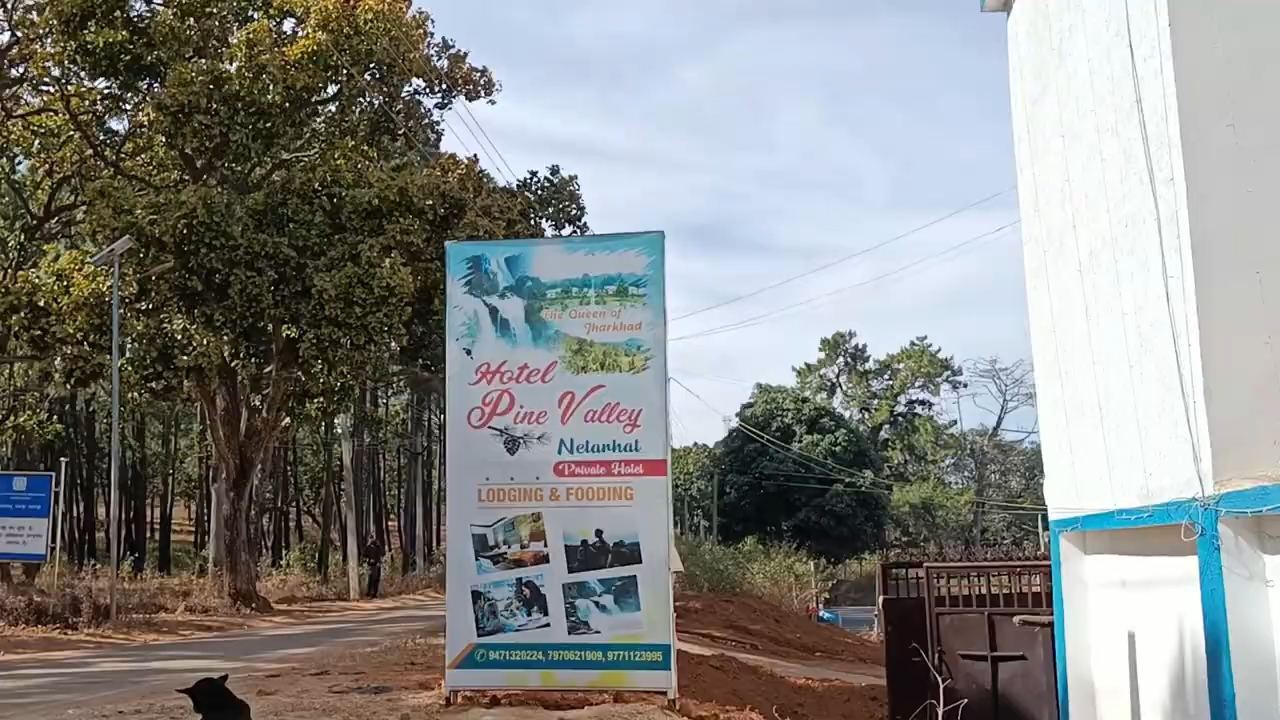 The Queen of
Jharkhad
Hotel
Pine Valley
Netarhat
Private Hotel
LODGING & FOODING
9471320224, 7970621909, 9771123995